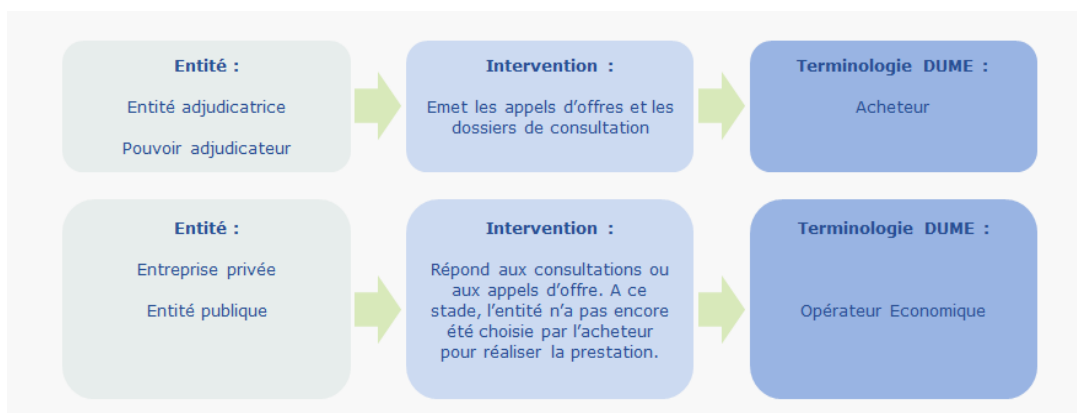 Entité :
Entité adjudicatrice
Pouvoir adjudicateur
Intervention :
Emet les appels d’offres et les
dossiers de consultation
Terminologie DUME :
Acheteur
Entité :
Entreprise privée
Entité publique
Intervention :
Répond aux consultations ou
aux appels d’offre. A ce
stade, l’entité n’a pas encore
été choisie par l’acheteur
pour réaliser la prestation.
Terminologie DUME :
Opérateur Economique